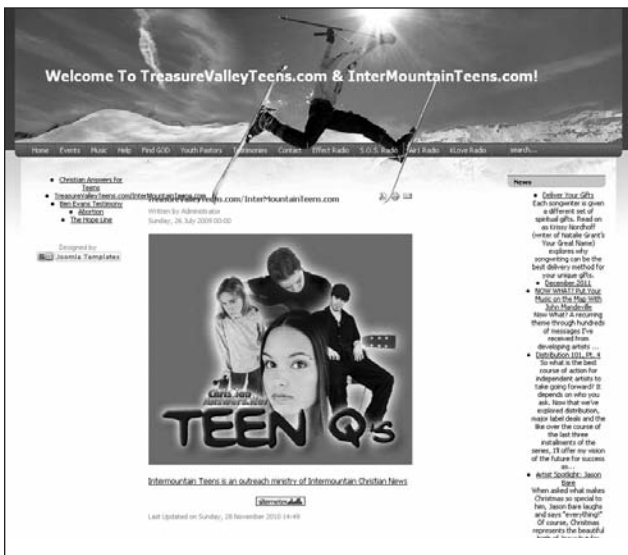 Welcome To TreasureValleyTeens.com & InterMountainTeens.com!
Home Events Music Help Find GOD Youth Pastors Testimonies Contact Effect Radio S.O.S. Radio Air1 Radio KLove Radio search...
Christian Answers for
Teens
TreasureValleyTeens.com/InterMountainTeens.com
Ben Evans Testimony
Abortion
The Hope Line
Designed by
Joomla Templates
TreasureValleyTeens.com/InterMountainTeens.com
Written by Administrator
Sunday, 26 July 2009 00:00
TEEN Q's
Intermountain Teens is an outreach ministry of Intermountain Christian News
Last Updated on Sunday, 28 November 2010 14:49
News
Deliver Your Gifts
Each songwriter is given
a different set of
spiritual gifts. Read on
as Krissy Nordhoff
(writer of Natalie Grant's
Your Great Name)
explores why
songwriting can be the
best delivery method for
your unique gifts.
December 2011
NOW WHAT? Put Your
Music on the Map With
John Mandeville
Now What? A recurring
theme through hundreds
of messages I've
received from
developing artists ...
Distribution 101, Pt. 4
So what is the best
course of action for
independent artists to
take going forward? It
depends on who you
ask. Now that we've
explored distribution,
major label deals and the
like over the course of
the last three
installments of the
series, I'll offer my vision
of the future for success
as...
Artist Spotlight: Jason
Bare
When asked what makes
Christmas so special to
him, Jason Bare laughs
and says "everything!"
Of course, Christmas
represents the beautiful